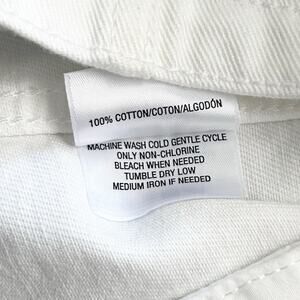 100% COTTON/COTON/ALGODÓN
MACHINE WASH COLD GENTLE CYCLE
ONLY NON-CHLORINE
BLEACH WHEN NEEDED
TUMBLE DRY LOW
MEDIUM IRON IF NEEDED